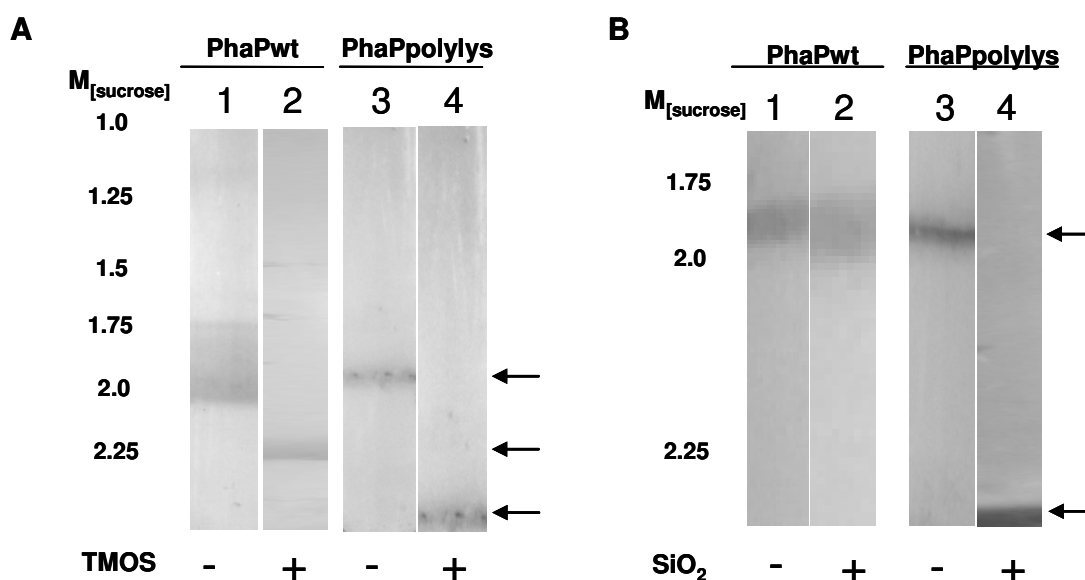 A
PhaPwt PhaPpolylys
M[sucrose] 1 2 3 4
1.0
1.25
1.5
1.75
2.0
2.25
TMOS - + - +
B
PhaPwt PhaPpolylys
M[sucrose] 1 2 3 4
1.75
2.0
2.25
SiO2 - + - +